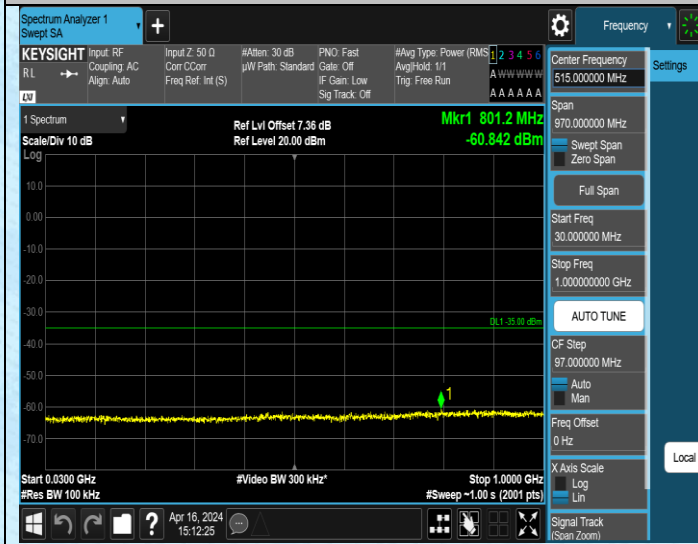 Spectrum Analyzer 1
Swept SA
+
Frequency
KEYSIGHT
RL
LXI
Input: RF
Coupling: AC
Align: Auto
Input Z: 50 Ω
Corr CCorr
Freq Ref: Int (S)
#Atten: 30 dB
µW Path: Standard
PNO: Fast
Gate: Off
IF Gain: Low
Sig Track: Off
#Avg Type: Power (RMS
Avg|Hold: 1/1
Trig: Free Run
1 2 3 4 5 6
A W W W W W
A A A A A A
Settings
1 Spectrum
Scale/Div 10 dB
Log
Ref Lvl Offset 7.36 dB
Ref Level 20.00 dBm
Mkr1 801.2 MHz
-60.842 dBm
10.0
0.00
-10.0
-20.0
-30.0
DL1 -35.00 dBm
-40.0
-50.0
1
-60.0
-70.0
Start 0.0300 GHz
#Res BW 100 kHz
#Video BW 300 kHz*
Stop 1.0000 GHz
#Sweep ~1.00 s (2001 pts)
Center Frequency
515.000000 MHz
Span
970.000000 MHz
Swept Span
Zero Span
Full Span
Start Freq
30.000000 MHz
Stop Freq
1.000000000 GHz
AUTO TUNE
CF Step
97.000000 MHz
Auto
Man
Freq Offset
0 Hz
X Axis Scale
Log
Lin
Signal Track
(Span Zoom)
Local
?
Apr 16, 2024
15:12:25